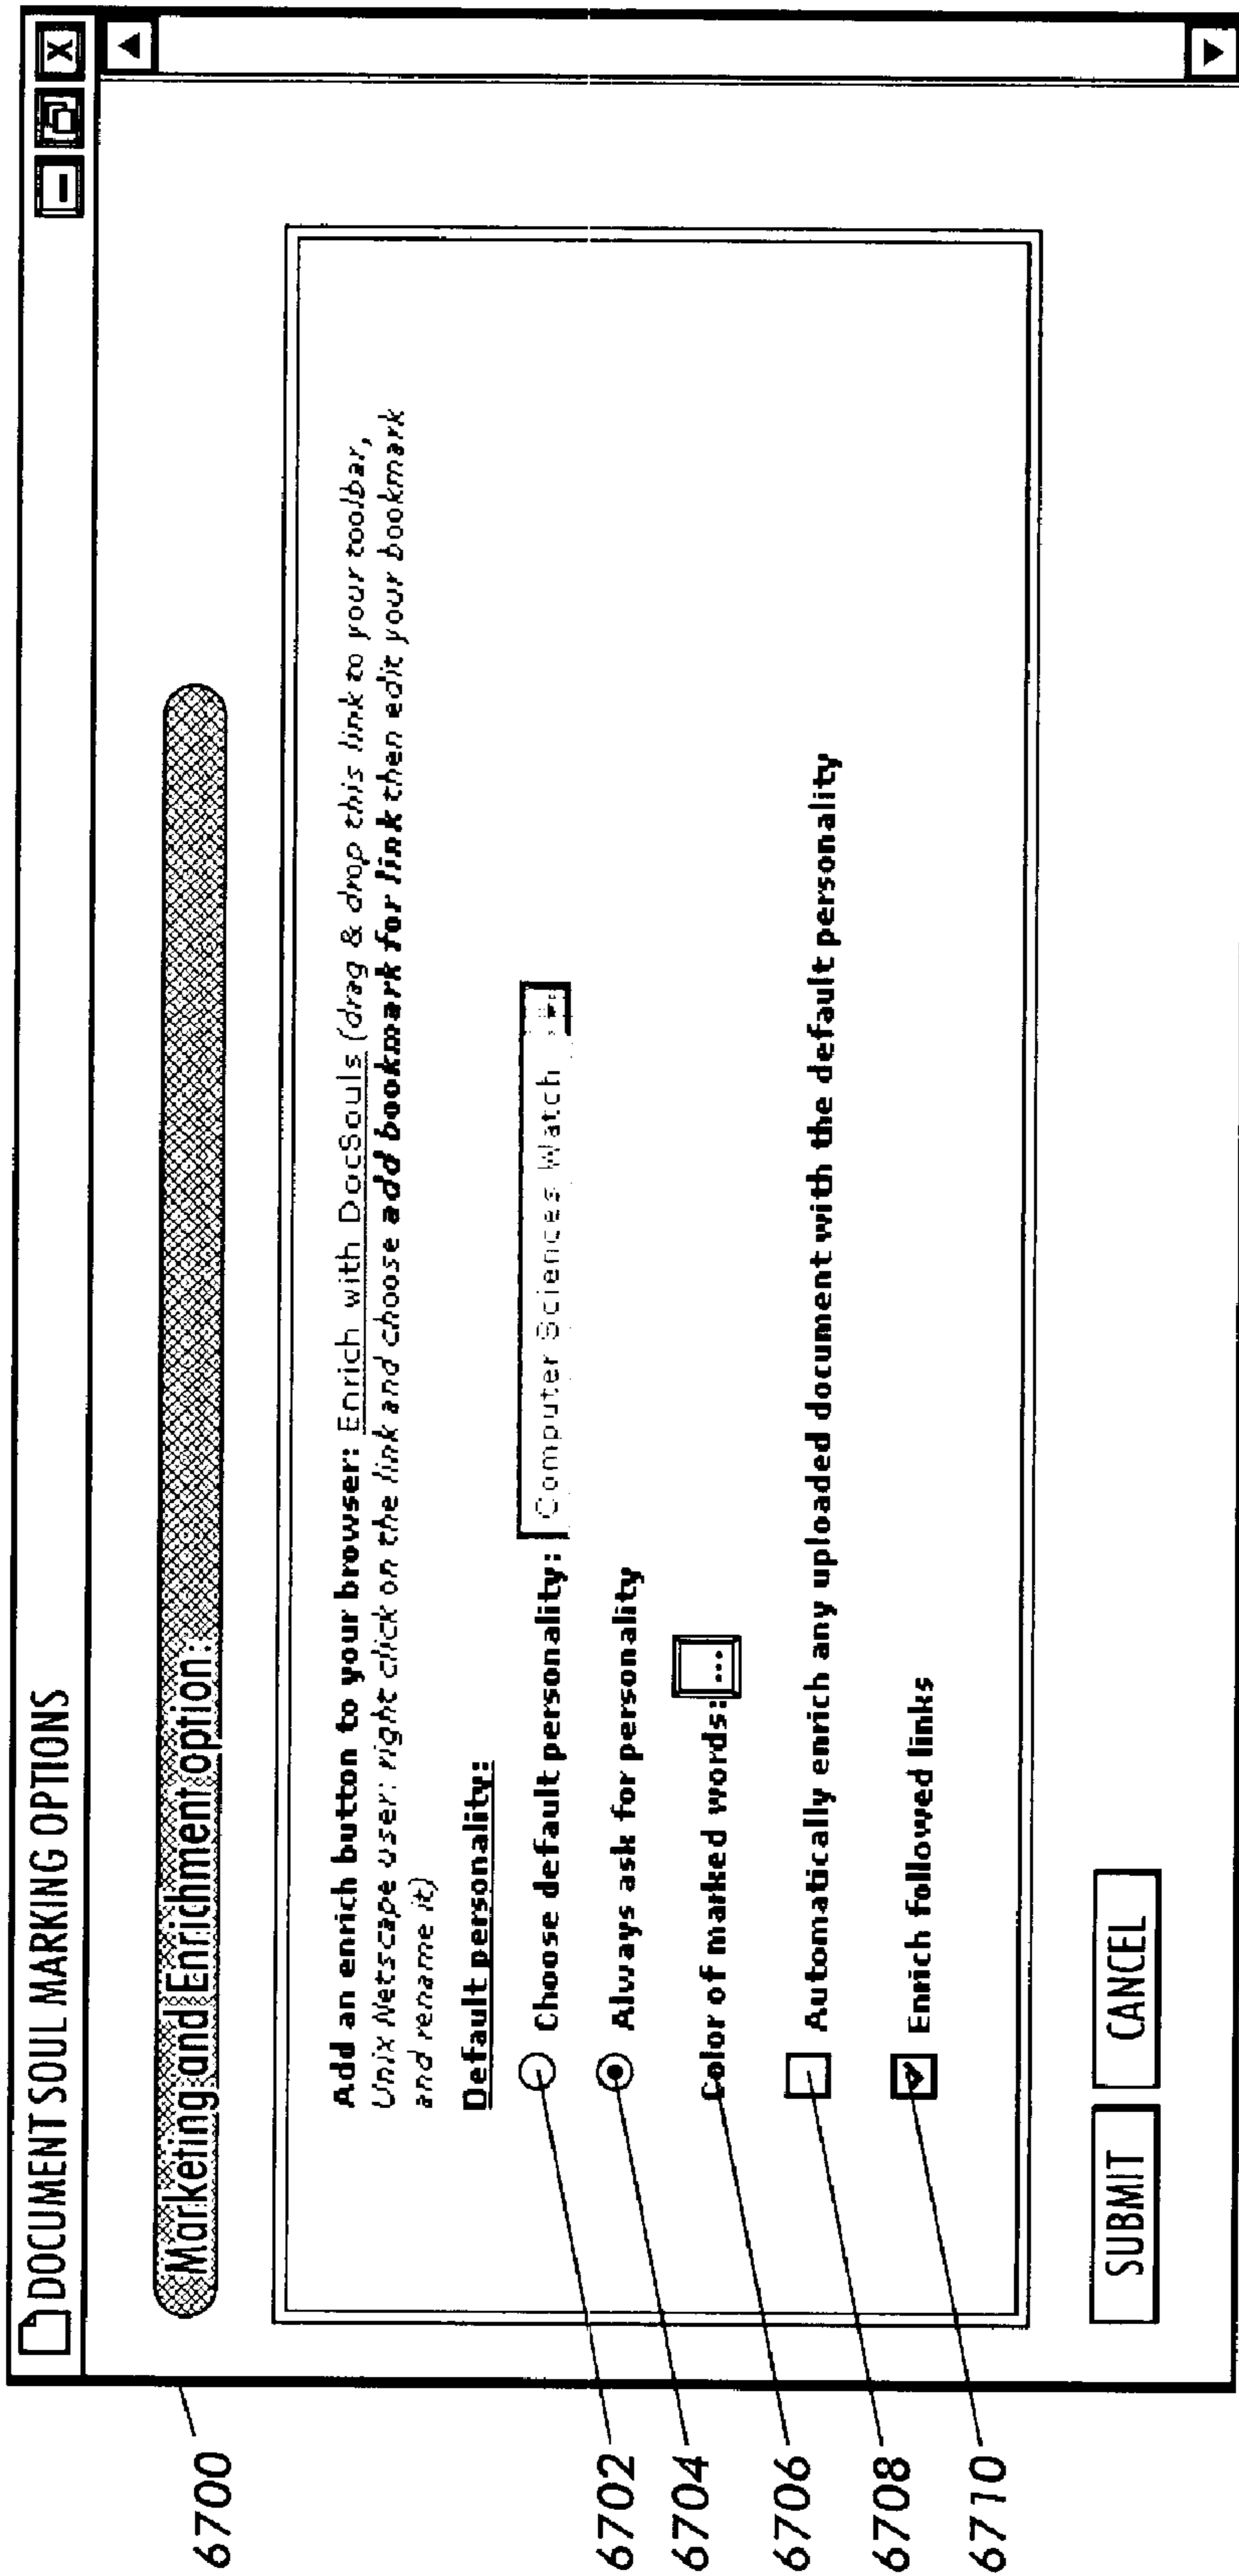 DOCUMENT SOUL MARKING OPTIONS
X
6700
Marketing and Enrichment option:
Add an enrich button to your browser: Enrich with DocSouls (drag & drop this link to your toolbar,
Unix Netscape user: right click on the link and choose add bookmark for link then edit your bookmark
and rename it)
Default personality:
6702
Choose default personality: Computer Sciences Watch
6704
Always ask for personality
6706
Color of marked words: ...
6708
Automatically enrich any uploaded document with the default personality
6710
Enrich followed links
SUBMIT CANCEL